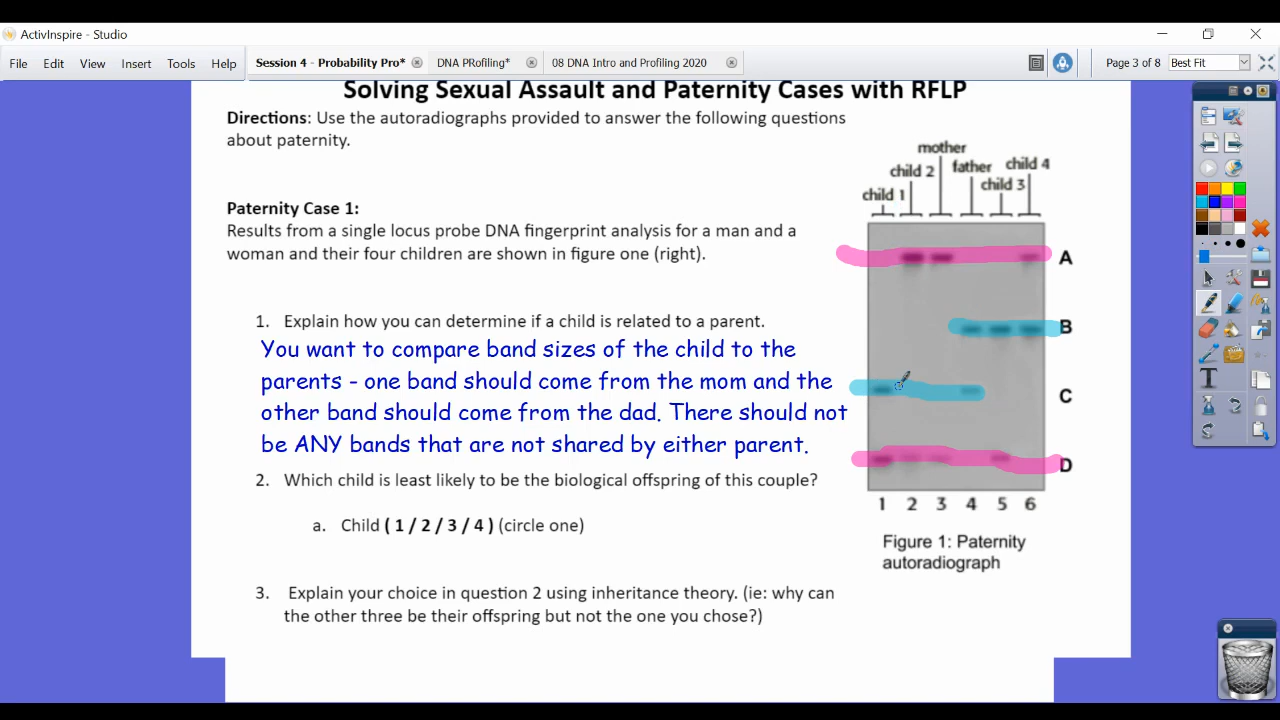 ActivInspire - Studio
File Edit View Insert Tools Help
Session 4 - Probability Pro* DNA PRofiling* 08 DNA Intro and Profiling 2020
Page 3 of 8 Best Fit
Solving Sexual Assault and Paternity Cases with RFLP
Directions: Use the autoradiographs provided to answer the following questions
about paternity.
Paternity Case 1:
Results from a single locus probe DNA fingerprint analysis for a man and a
woman and their four children are shown in figure one (right).
1. Explain how you can determine if a child is related to a parent.
You want to compare band sizes of the child to the
parents - one band should come from the mom and the
other band should come from the dad. There should not
be ANY bands that are not shared by either parent.
2. Which child is least likely to be the biological offspring of this couple?
a. Child ( 1 / 2 / 3 / 4 ) (circle one)
3. Explain your choice in question 2 using inheritance theory. (ie: why can
the other three be their offspring but not the one you chose?)
mother
child 2 father child 4
child 1 child 3
A
B
C
D
1 2 3 4 5 6
Figure 1: Paternity
autoradiograph